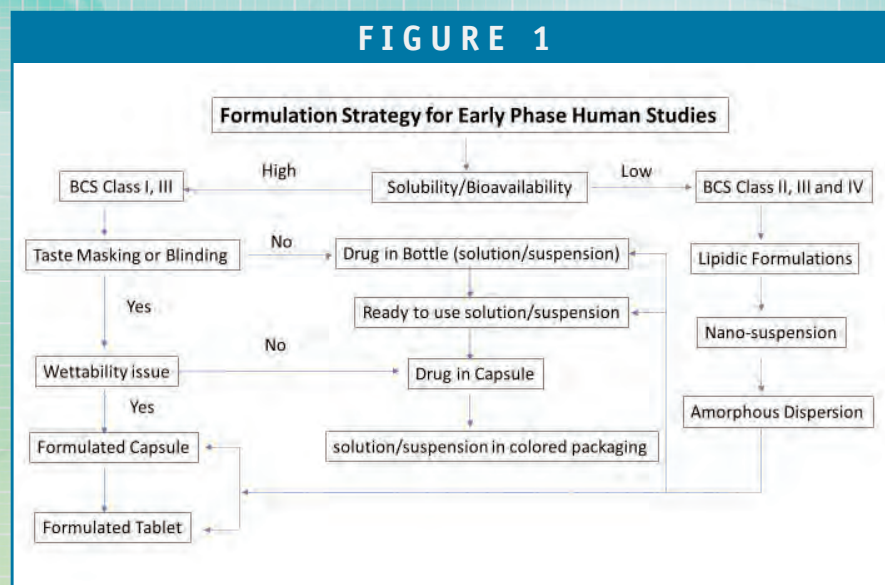 FIGURE 1
Formulation Strategy for Early Phase Human Studies
High
Low
BCS Class I, III
Solubility/Bioavailability
BCS Class II, III and IV
Taste Masking or Blinding
No
Drug in Bottle (solution/suspension)
Lipidic Formulations
Yes
Ready to use solution/suspension
Nano-suspension
No
Wettability issue
Drug in Capsule
Yes
Amorphous Dispersion
Formulated Capsule
solution/suspension in colored packaging
Formulated Tablet